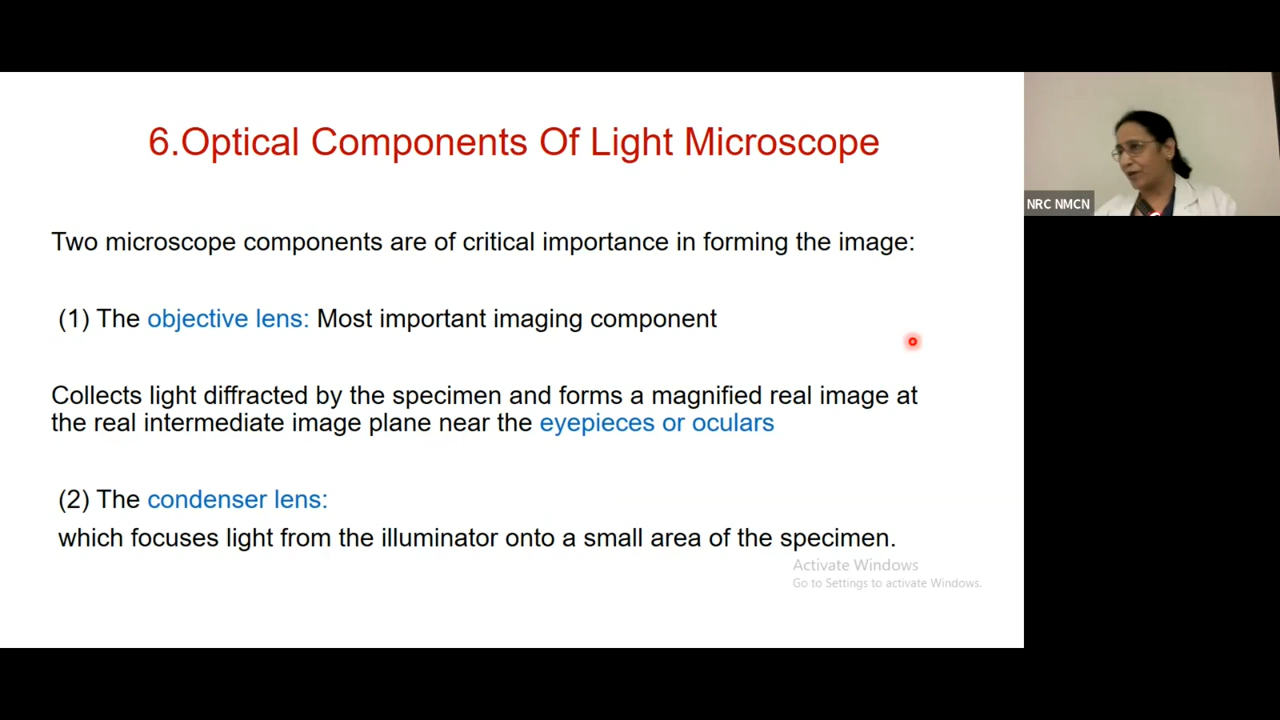 6.Optical Components Of Light Microscope
NRC NMCN
Two microscope components are of critical importance in forming the image:
(1) The objective lens: Most important imaging component
Collects light diffracted by the specimen and forms a magnified real image at
the real intermediate image plane near the eyepieces or oculars
(2) The condenser lens:
which focuses light from the illuminator onto a small area of the specimen.
Activate Windows
Go to Settings to activate Windows.